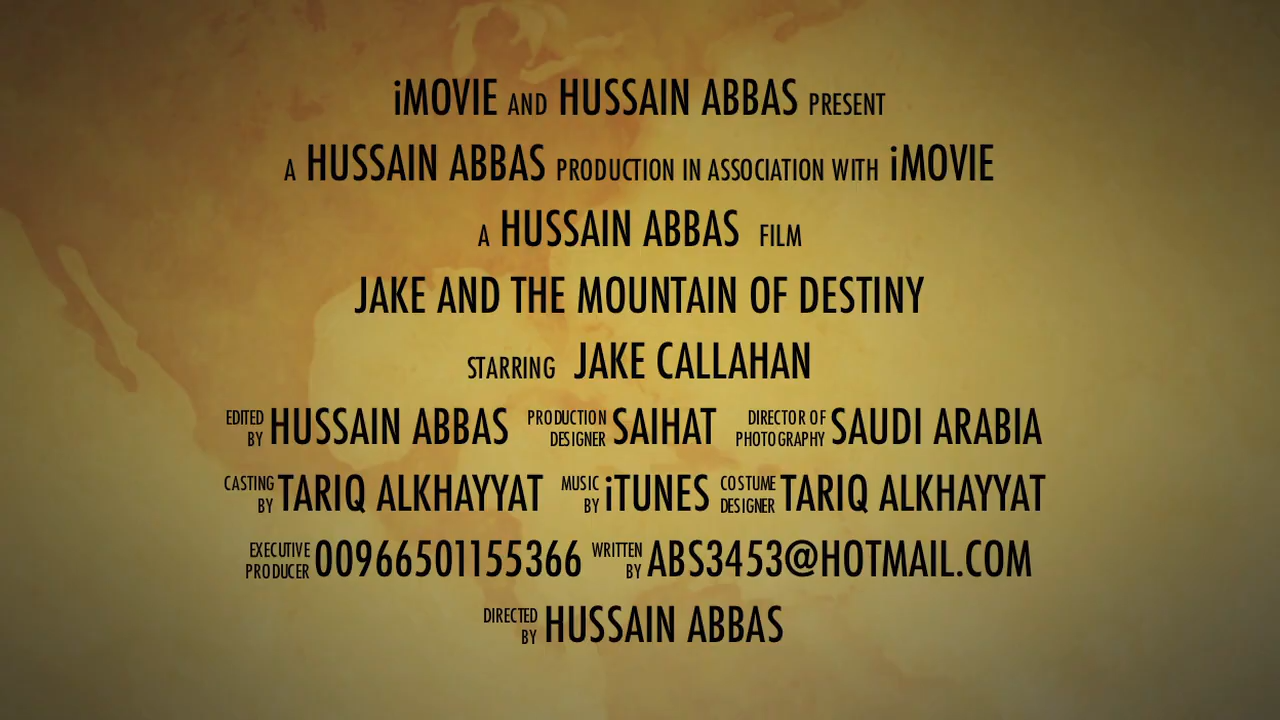 iMOVIE AND HUSSAIN ABBAS PRESENT
A HUSSAIN ABBAS PRODUCTION IN ASSOCIATION WITH iMOVIE
A HUSSAIN ABBAS FILM
JAKE AND THE MOUNTAIN OF DESTINY
STARRING JAKE CALLAHAN
EDITED BY HUSSAIN ABBAS PRODUCTION DESIGNER SAIHAT DIRECTOR OF PHOTOGRAPHY SAUDI ARABIA
CASTING BY TARIQ ALKHAYYAT MUSIC BY iTUNES COSTUME DESIGNER TARIQ ALKHAYYAT
EXECUTIVE PRODUCER 00966501155366 WRITTEN BY ABS3453@HOTMAIL.COM
DIRECTED BY HUSSAIN ABBAS